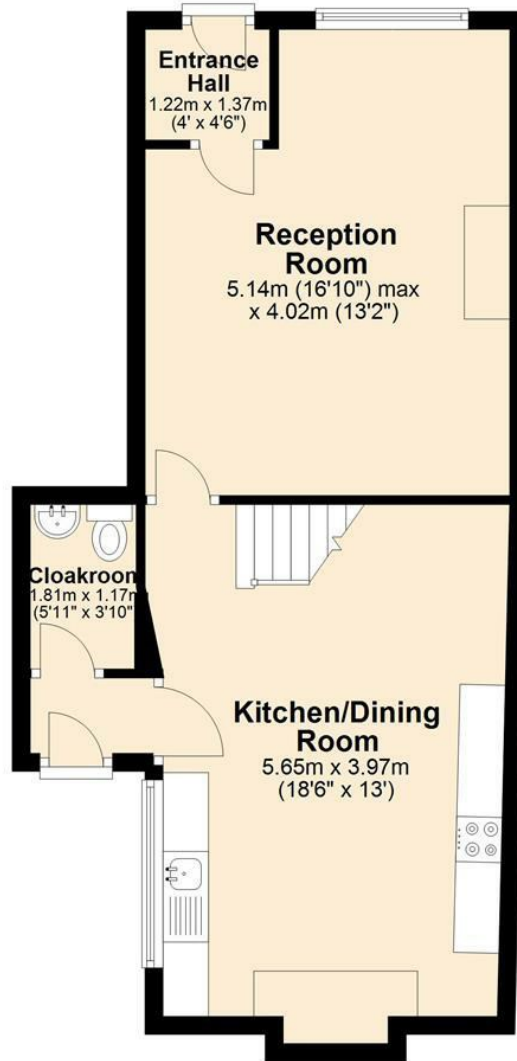 Entrance
Hall
1.22m x 1.37m
(4' x 4'6")
Reception
Room
5.14m (16'10") max
x 4.02m (13'2")
Cloakroom
1.81m x 1.17m
(5'11" x 3'10"
Kitchen/Dining
Room
5.65m x 3.97m
(18'6" x 13')